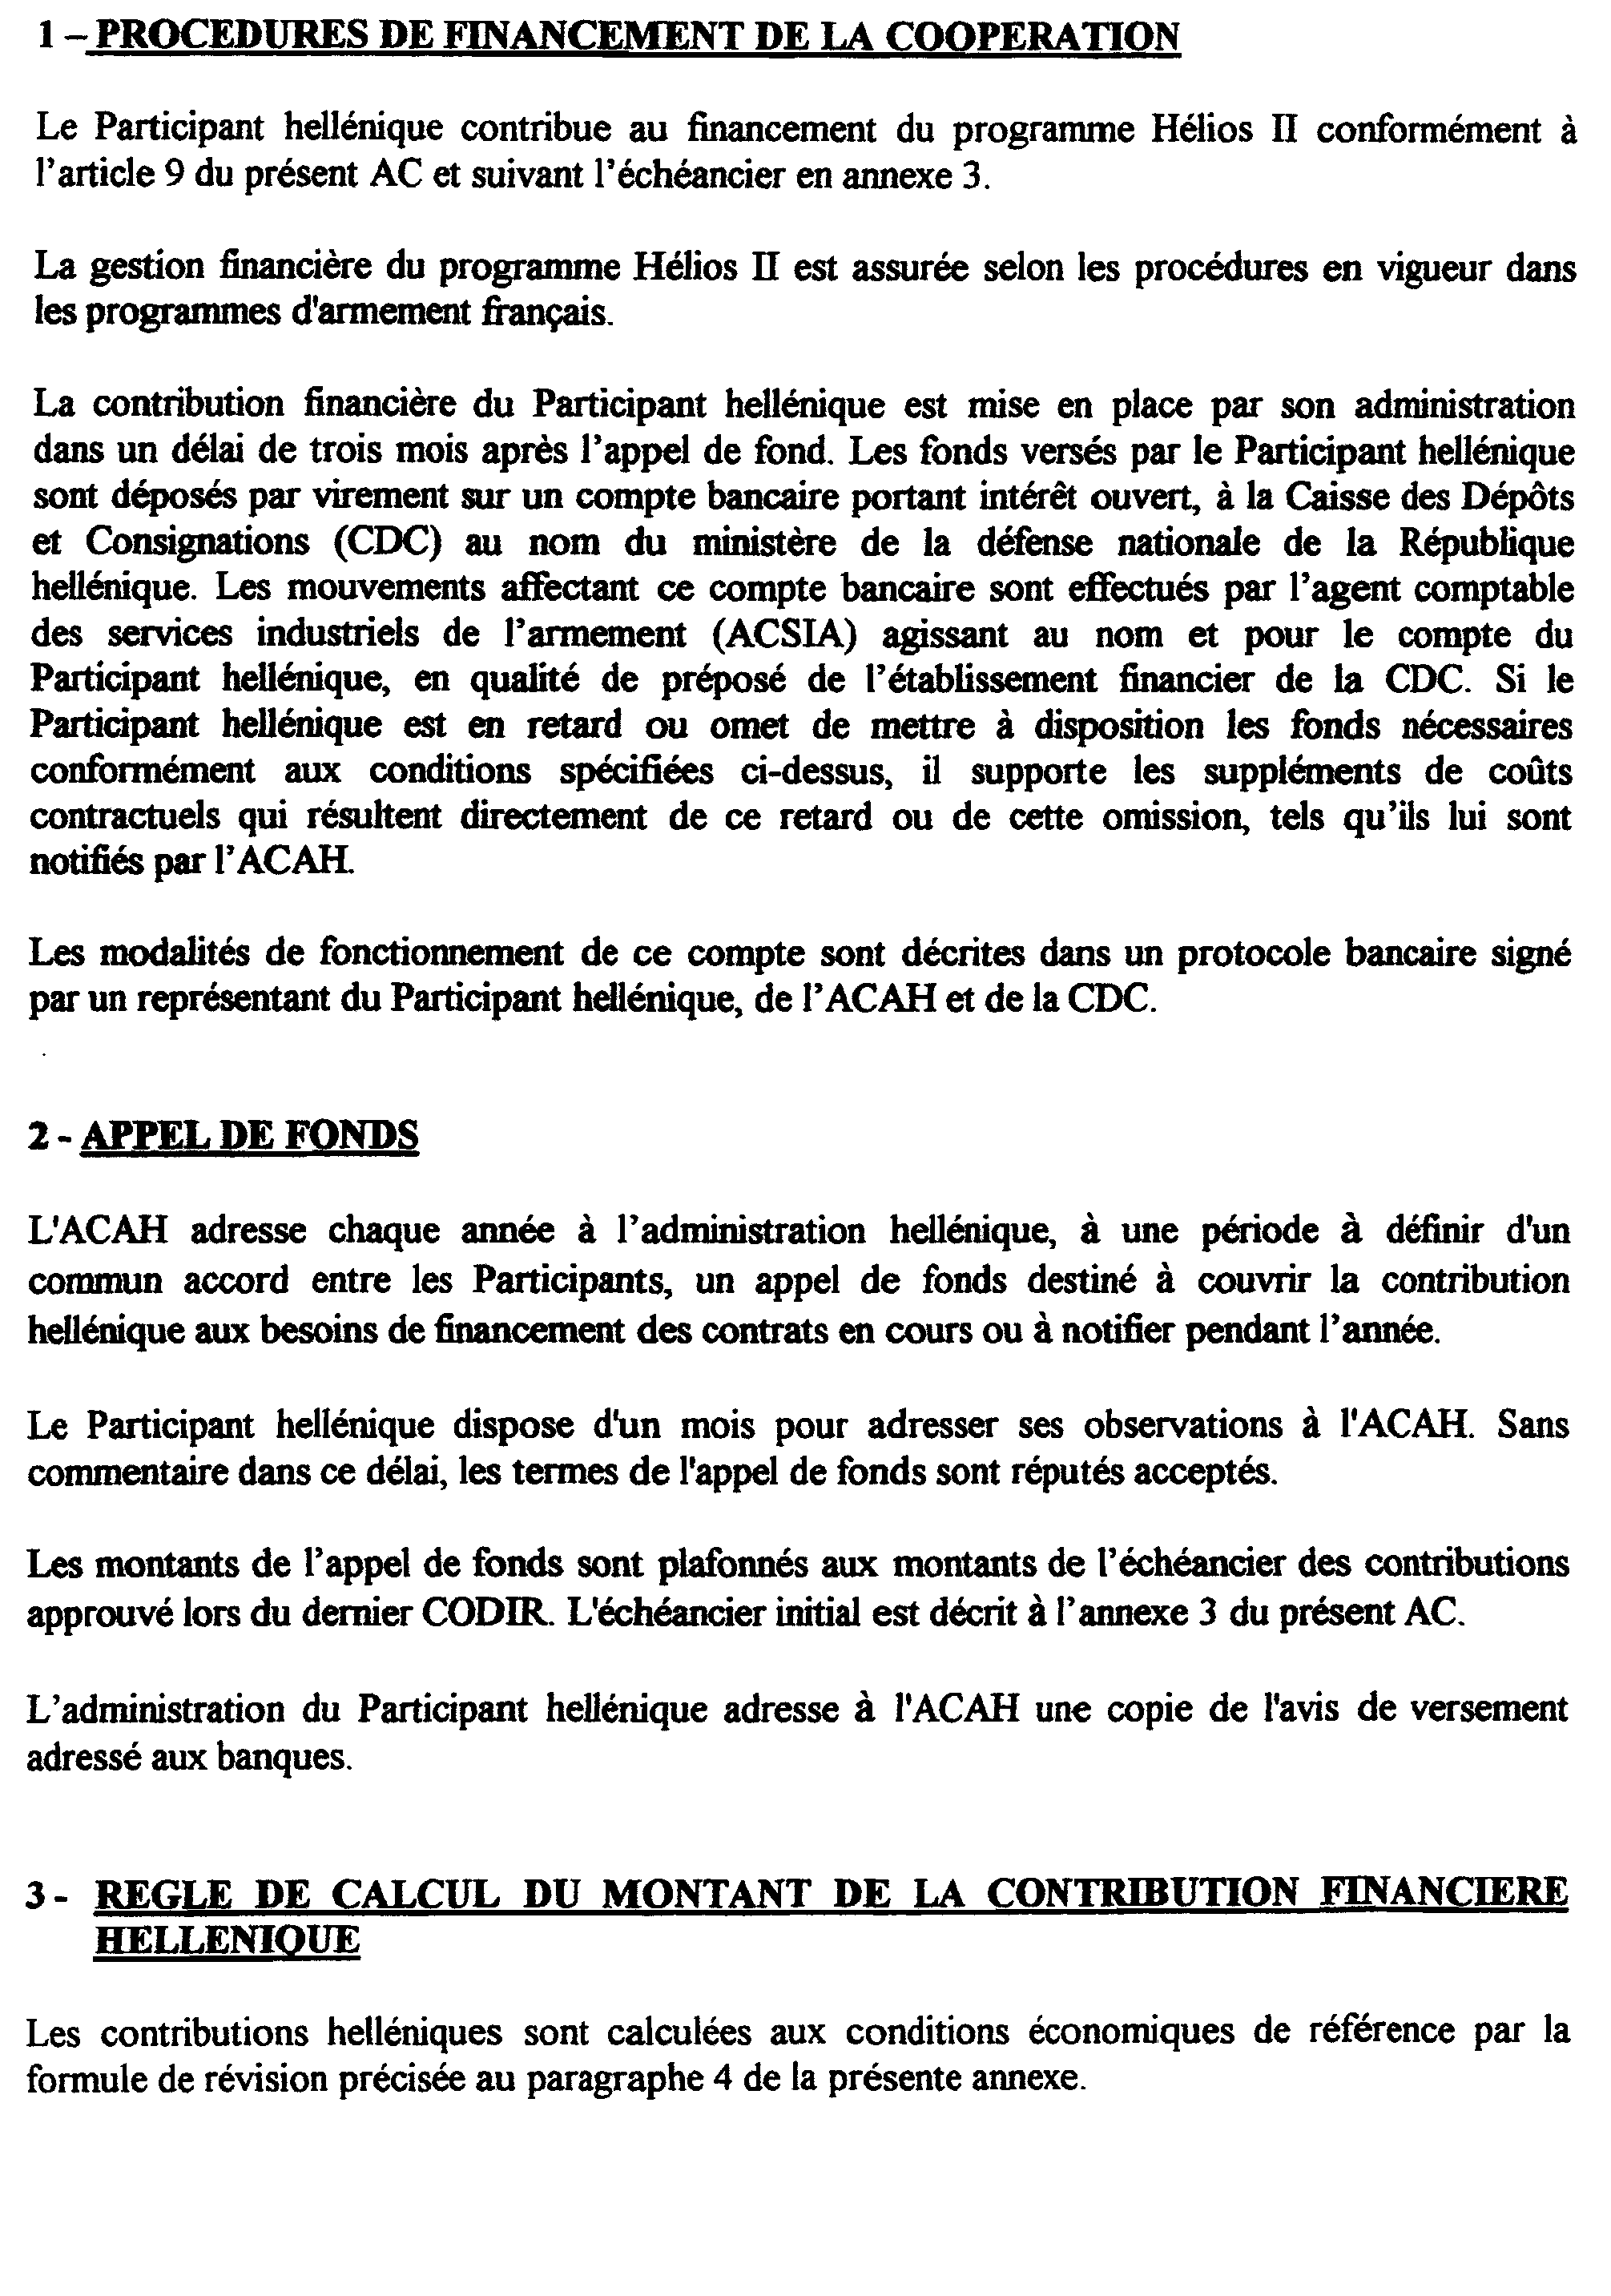 1 – PROCEDURES DE FINANCEMENT DE LA COOPERATION
Le Participant hellénique contribue au financement du programme Hélios II conformément à
l’article 9 du présent AC et suivant l’échéancier en annexe 3.
La gestion financière du programme Hélios II est assurée selon les procédures en vigueur dans
les programmes d'armement français.
La contribution financière du Participant hellénique est mise en place par son administration
dans un délai de trois mois après l’appel de fond. Les fonds versés par le Participant hellénique
sont déposés par virement sur un compte bancaire portant intérêt ouvert, à la Caisse des Dépôts
et Consignations (CDC) au nom du ministère de la défense nationale de la République
hellénique. Les mouvements affectant ce compte bancaire sont effectués par l’agent comptable
des services industriels de l’armement (ACSIA) agissant au nom et pour le compte du
Participant hellénique, en qualité de préposé de l’établissement financier de la CDC. Si le
Participant hellénique est en retard ou omet de mettre à disposition les fonds nécessaires
conformément aux conditions spécifiées ci-dessus, il supporte les suppléments de coûts
contractuels qui résultent directement de ce retard ou de cette omission, tels qu’ils lui sont
notifiés par l’ACAH.
Les modalités de fonctionnement de ce compte sont décrites dans un protocole bancaire signé
par un représentant du Participant hellénique, de l’ACAH et de la CDC.
2 - APPEL DE FONDS
L'ACAH adresse chaque année à l’administration hellénique, à une période à définir d'un
commun accord entre les Participants, un appel de fonds destiné à couvrir la contribution
hellénique aux besoins de financement des contrats en cours ou à notifier pendant l’année.
Le Participant hellénique dispose d'un mois pour adresser ses observations à l'ACAH. Sans
commentaire dans ce délai, les termes de l'appel de fonds sont réputés acceptés.
Les montants de l’appel de fonds sont plafonnés aux montants de l’échéancier des contributions
approuvé lors du dernier CODIR. L'échéancier initial est décrit à l’annexe 3 du présent AC.
L’administration du Participant hellénique adresse à l'ACAH une copie de l'avis de versement
adressé aux banques.
3 - REGLE DE CALCUL DU MONTANT DE LA CONTRIBUTION FINANCIERE
HELLENIQUE
Les contributions helléniques sont calculées aux conditions économiques de référence par la
formule de révision précisée au paragraphe 4 de la présente annexe.